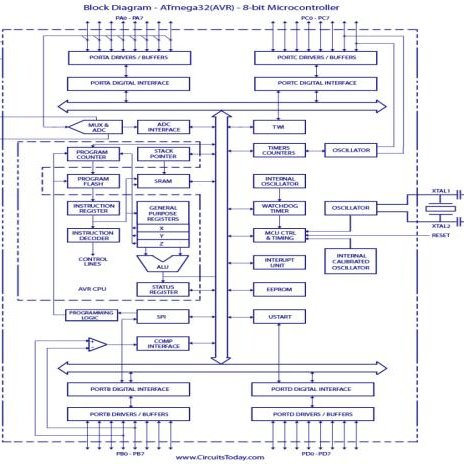 Block Diagram - ATmega32(AVR) - 8-bit Microcontroller
PA0 - PA7
PC0 - PC7
PORTA DRIVERS / BUFFERS
PORTC DRIVERS / BUFFERS
PORTA DIGITAL INTERFACE
PORTC DIGITAL INTERFACE
MUX &
ADC
ADC
INTERFACE
TWI
PROGRAM
COUNTER
STACK
POINTER
TIMERS
COUNTERS
OSCILLATOR
PROGRAM
FLASH
SRAM
INTERNAL
OSCILLATOR
INSTRUCTION
REGISTER
GENERAL
PURPOSE
REGISTERS
X
Y
Z
WATCHDOG
TIMER
OSCILLATOR
XTAL1
XTAL2
RESET
INSTRUCTION
DECODER
MCU CTRL
& TIMING
CONTROL
LINES
ALU
INTERUPT
UNIT
INTERNAL
CALIBRATED
OSCILLATOR
AVR CPU
STATUS
REGISTER
EEPROM
PROGRAMMING
LOGIC
SPI
USTART
+
-
COMP
INTERFACE
PORTB DIGITAL INTERFACE
PORTD DIGITAL INTERFACE
PORTB DRIVERS / BUFFERS
PORTD DRIVERS / BUFFERS
PB0 - PB7
PD0 - PD7
www.CircuitsToday.com